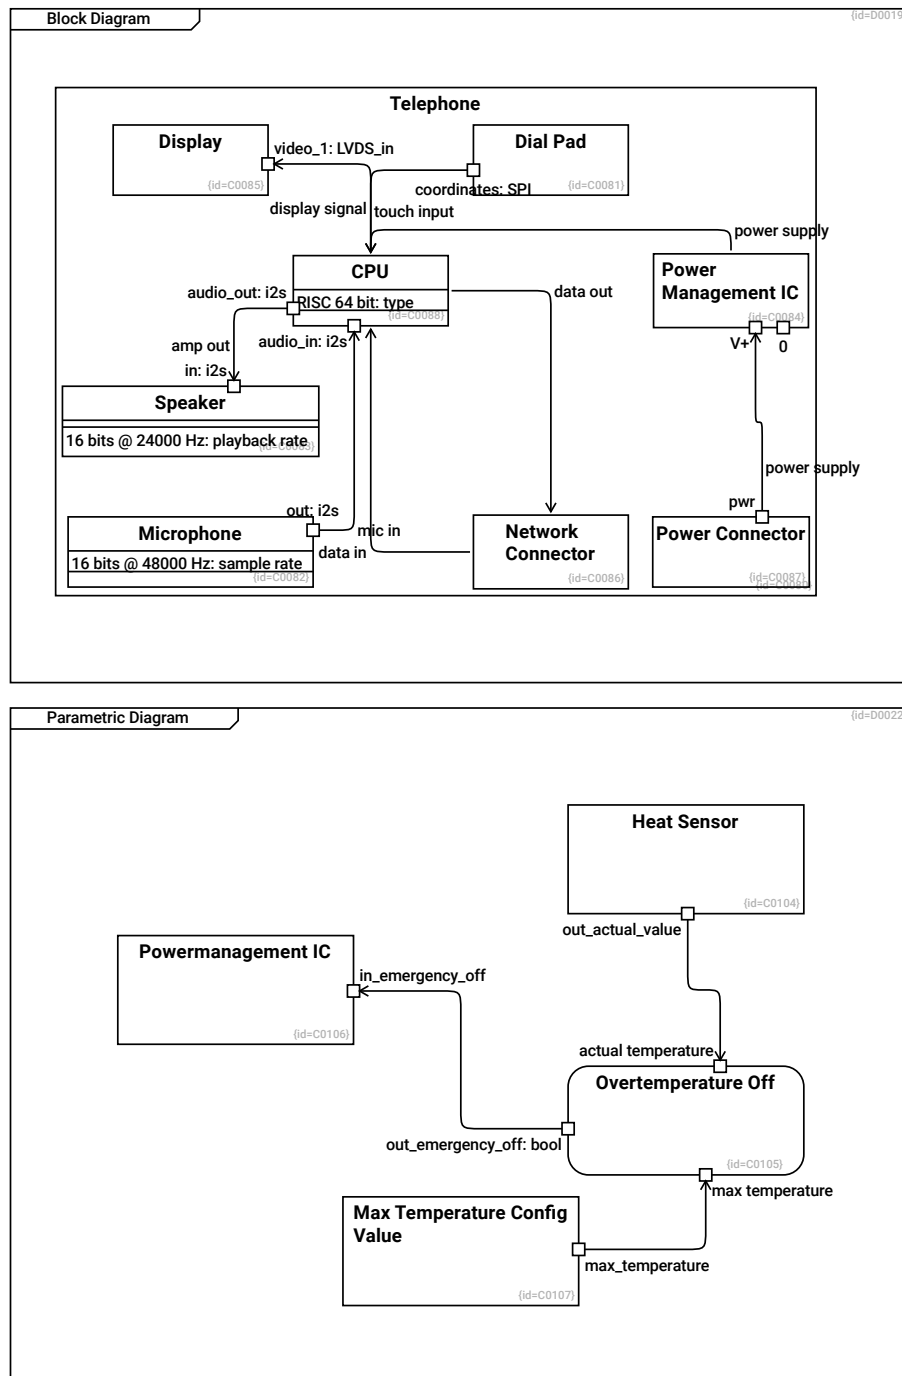 Block Diagram
{id=D0019
Telephone
Display
{id=C0085}
video_1: LVDS_in
Dial Pad
{id=C0081}
coordinates: SPI
display signal
touch input
power supply
CPU
RISC 64 bit: type
{id=C0088}
audio_out: i2s
audio_in: i2s
data out
Power
Management IC
{id=C0084}
V+
0
amp out
in: i2s
Speaker
16 bits @ 24000 Hz: playback rate
{id=C0083}
power supply
pwr
out: i2s
mic in
data in
Microphone
16 bits @ 48000 Hz: sample rate
{id=C0082}
Network
Connector
{id=C0086}
Power Connector
{id=C0087}
{id=C0080}
Parametric Diagram
{id=D0022
Heat Sensor
{id=C0104}
out_actual_value
Powermanagement IC
{id=C0106}
in_emergency_off
actual temperature
Overtemperature Off
{id=C0105}
out_emergency_off: bool
max temperature
Max Temperature Config
Value
{id=C0107}
max_temperature